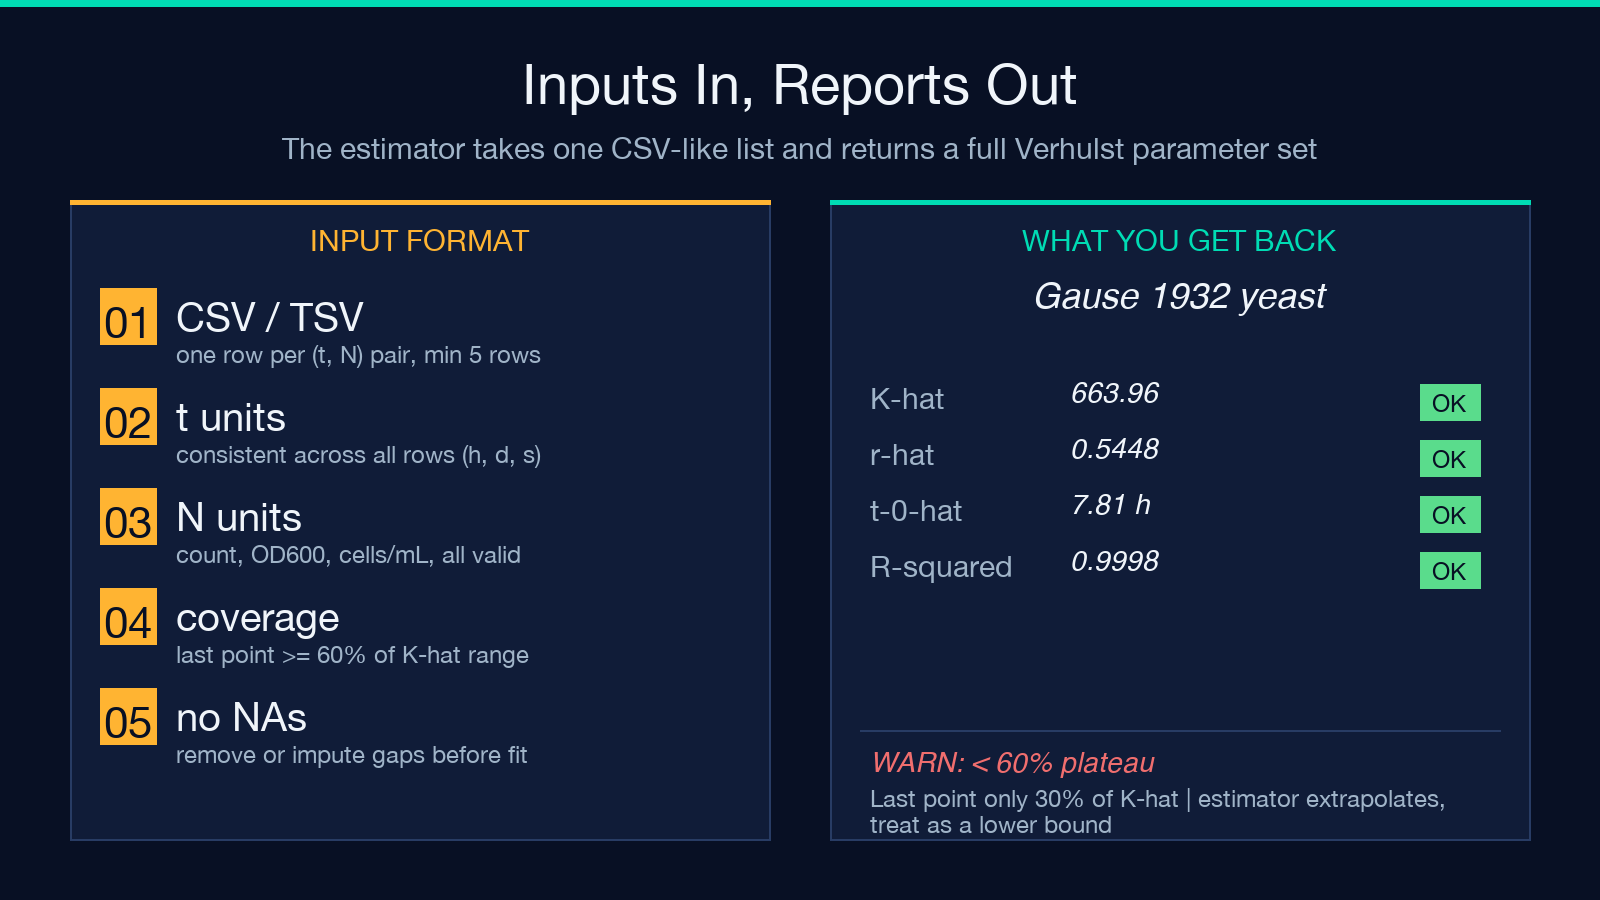 Inputs In, Reports Out
The estimator takes one CSV-like list and returns a full Verhulst parameter set
INPUT FORMAT
01 CSV / TSV
one row per (t, N) pair, min 5 rows
02 t units
consistent across all rows (h, d, s)
03 N units
count, OD600, cells/mL, all valid
04 coverage
last point >= 60% of K-hat range
05 no NAs
remove or impute gaps before fit
WHAT YOU GET BACK
Gause 1932 yeast
K-hat 663.96 OK
r-hat 0.5448 OK
t-0-hat 7.81 h OK
R-squared 0.9998 OK
WARN: < 60% plateau
Last point only 30% of K-hat | estimator extrapolates,
treat as a lower bound